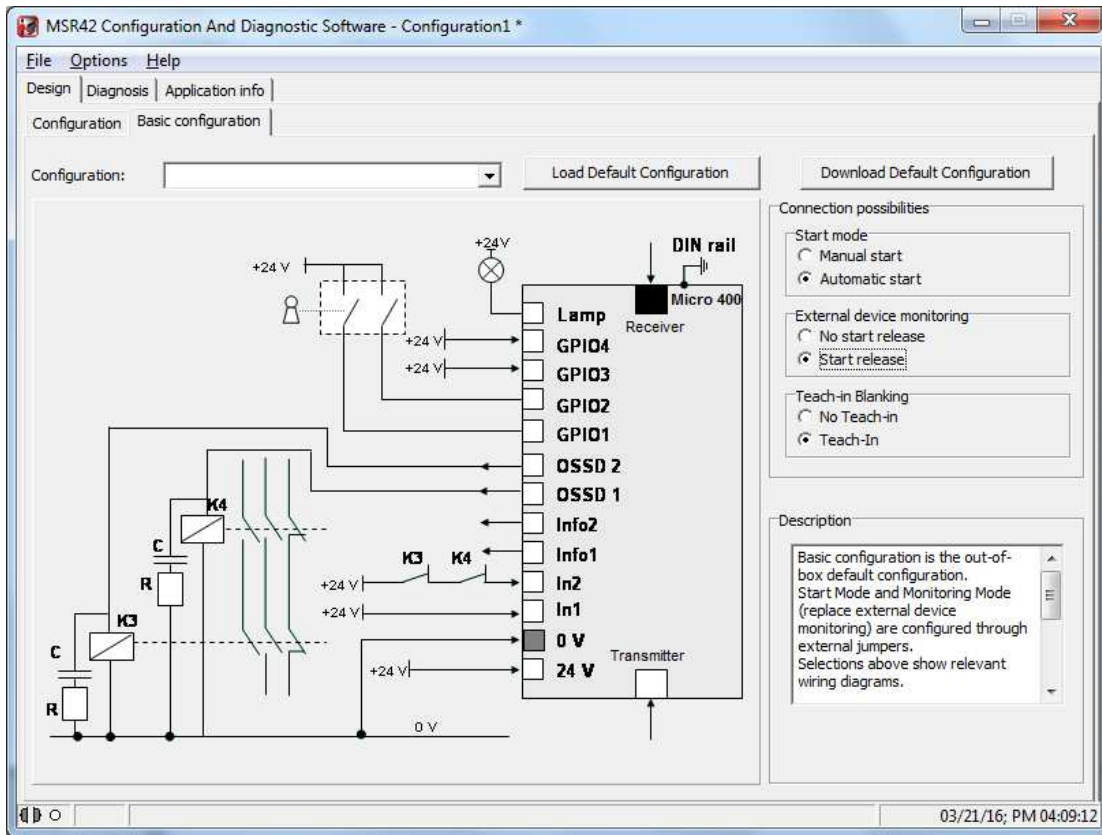 MSR42 Configuration And Diagnostic Software - Configuration1 *
File Options Help
Design Diagnosis Application info
Configuration Basic configuration
Configuration:
Load Default Configuration
Download Default Configuration
Connection possibilities
Start mode
Manual start
Automatic start
External device monitoring
No start release
Start release
Teach-in Blanking
No Teach-in
Teach-In
Description
Basic configuration is the out-of-
box default configuration.
Start Mode and Monitoring Mode
(replace external device
monitoring) are configured through
external jumpers.
Selections above show relevant
wiring diagrams.
+24V
DIN rail
+24 V
Micro 400
Receiver
Lamp
+24 V
GPIO4
+24 V
GPIO3
GPIO2
GPIO1
OSSD 2
OSSD 1
K4
Info2
C
K3
K4
Info1
R
+24 V
In2
+24 V
In1
K3
0 V
C
Transmitter
+24 V
24 V
R
0 V
03/21/16; PM 04:09:12